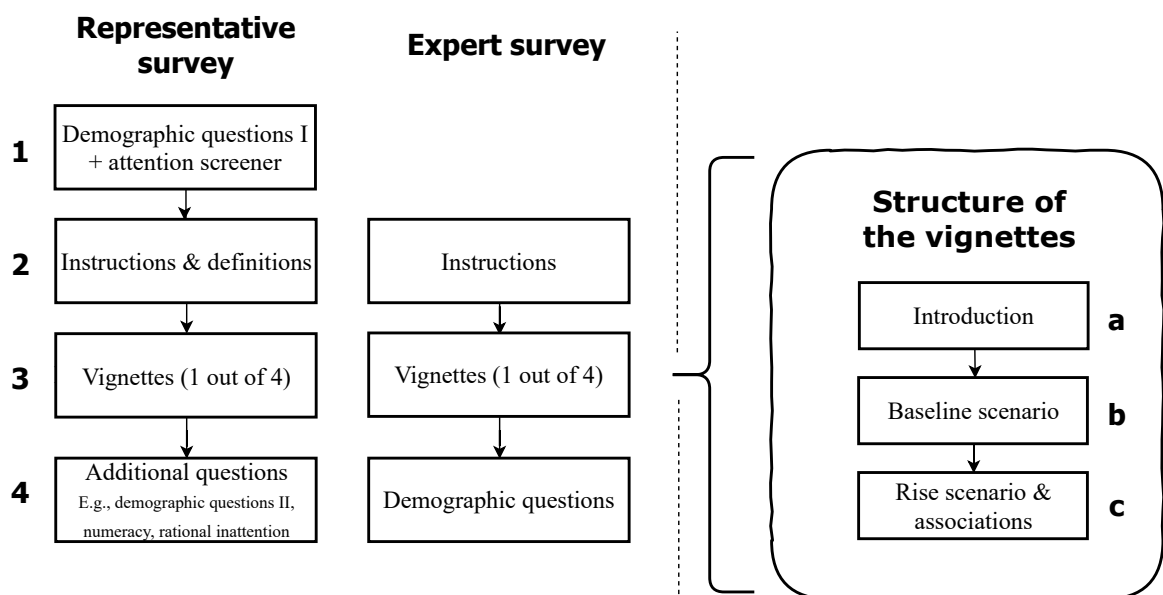 Representative
survey
Expert survey
1
Demographic questions I
+ attention screener
2
Instructions & definitions
Instructions
3
Vignettes (1 out of 4)
Vignettes (1 out of 4)
4
Additional questions
E.g., demographic questions II,
numeracy, rational inattention
Demographic questions
Structure of
the vignettes
Introduction
a
Baseline scenario
b
Rise scenario &
associations
c